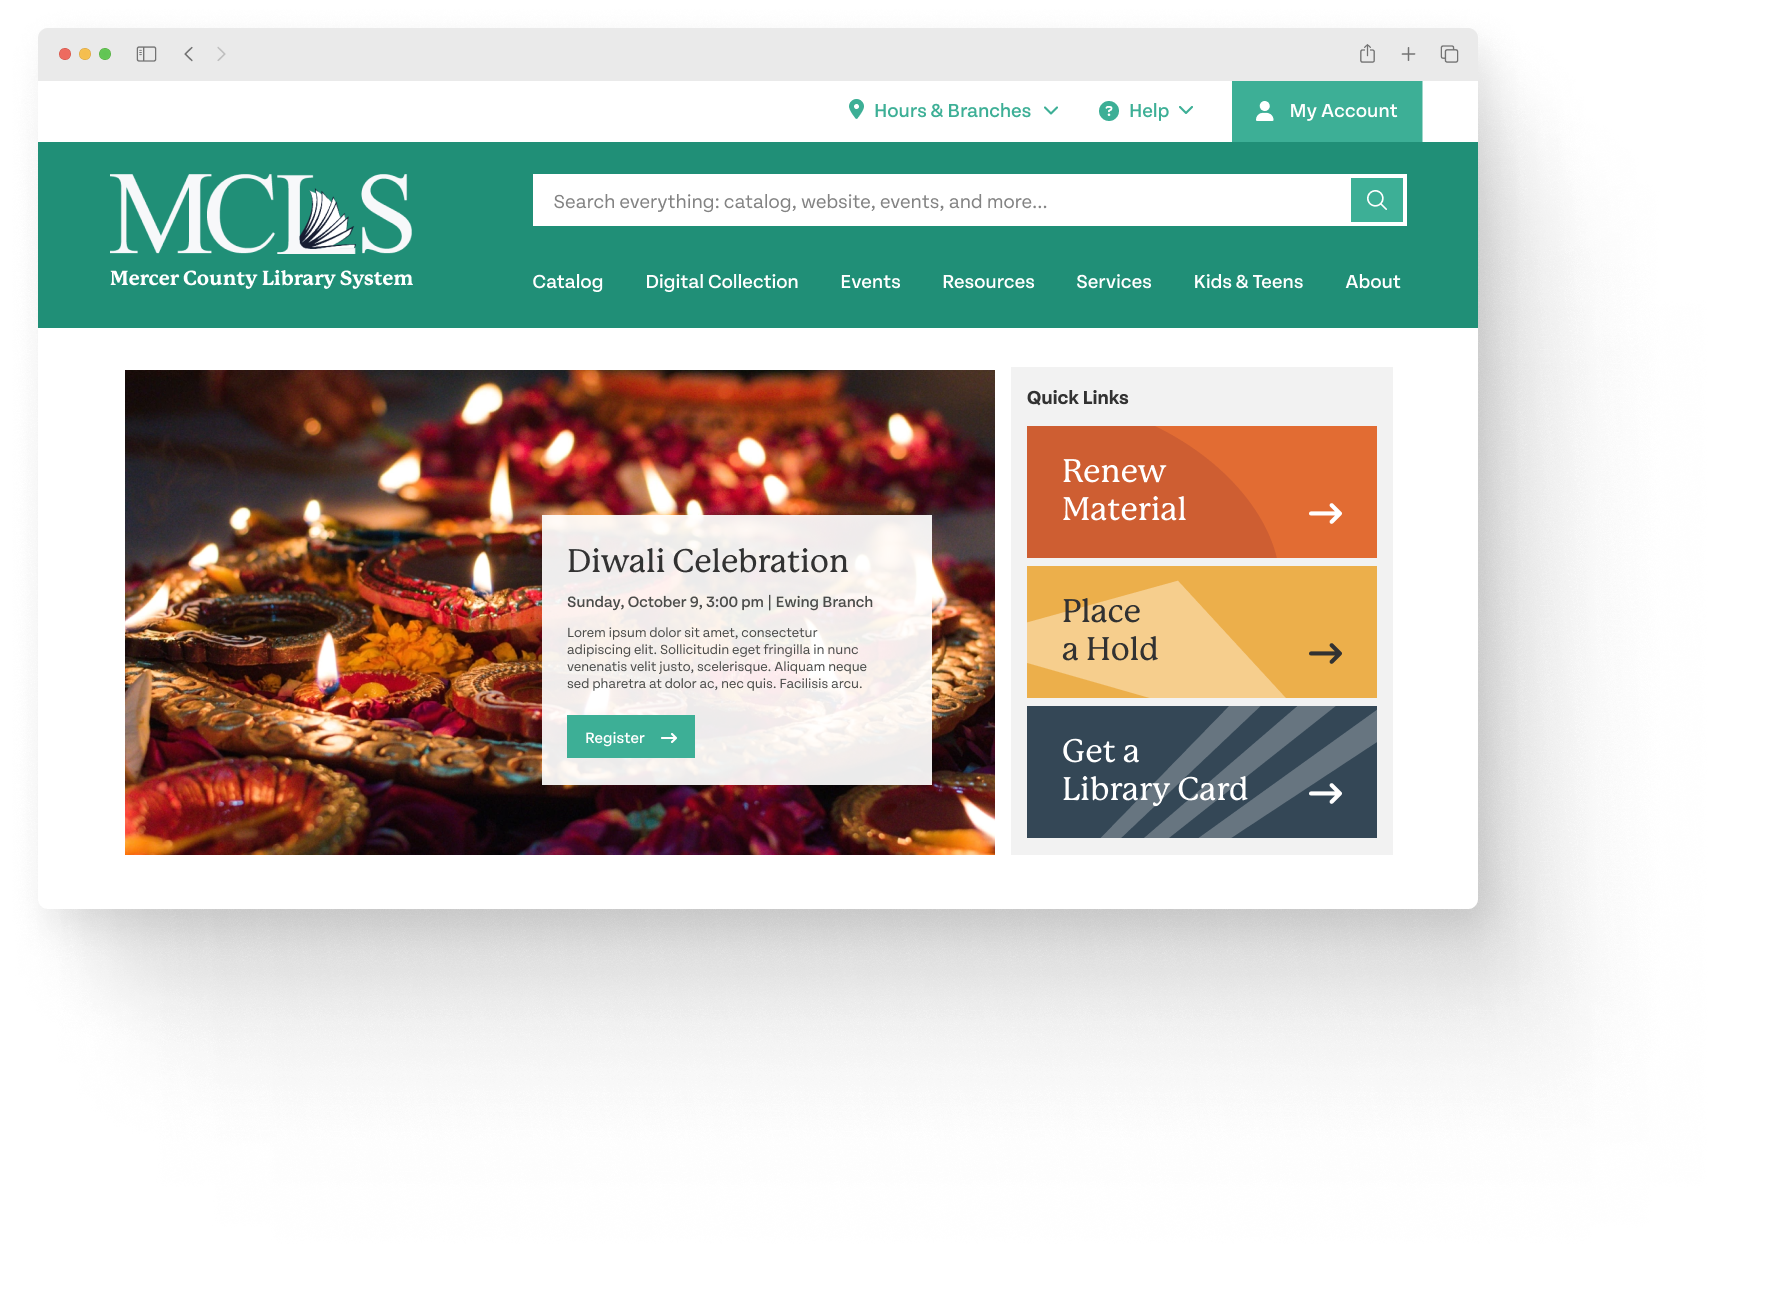 Hours & Branches
Help
My Account
MCLS
Mercer County Library System
Search everything: catalog, website, events, and more...
Catalog Digital Collection Events Resources Services Kids & Teens About
Diwali Celebration
Sunday, October 9, 3:00 pm | Ewing Branch
Lorem ipsum dolor sit amet, consectetur
adipiscing elit. Sollicitudin eget fringilla in nunc
venenatis velit justo, scelerisque. Aliquam neque
sed pharetra at dolor ac, nec quis. Facilisis arcu.
Register
Quick Links
Renew
Material
Place
a Hold
Get a
Library Card